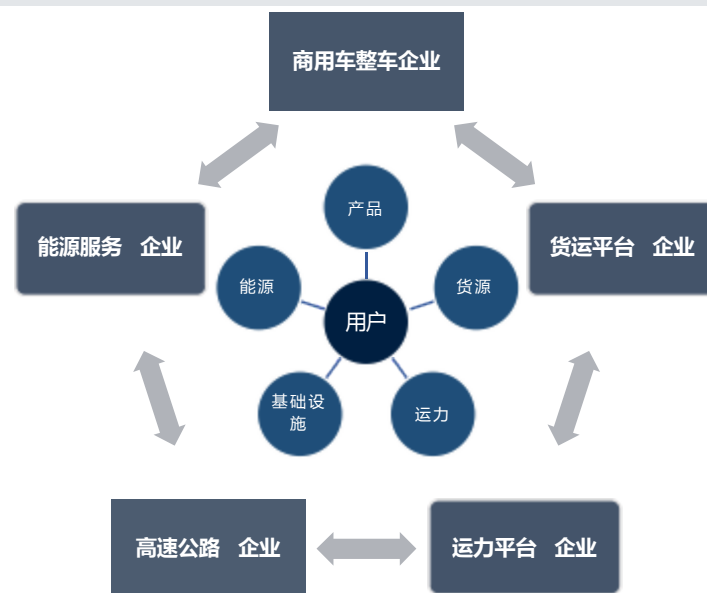 商用车整车企业
产品
能源服务 企业
货运平台 企业
能源
货源
用户
基础设
施
运力
高速公路 企业
运力平台 企业